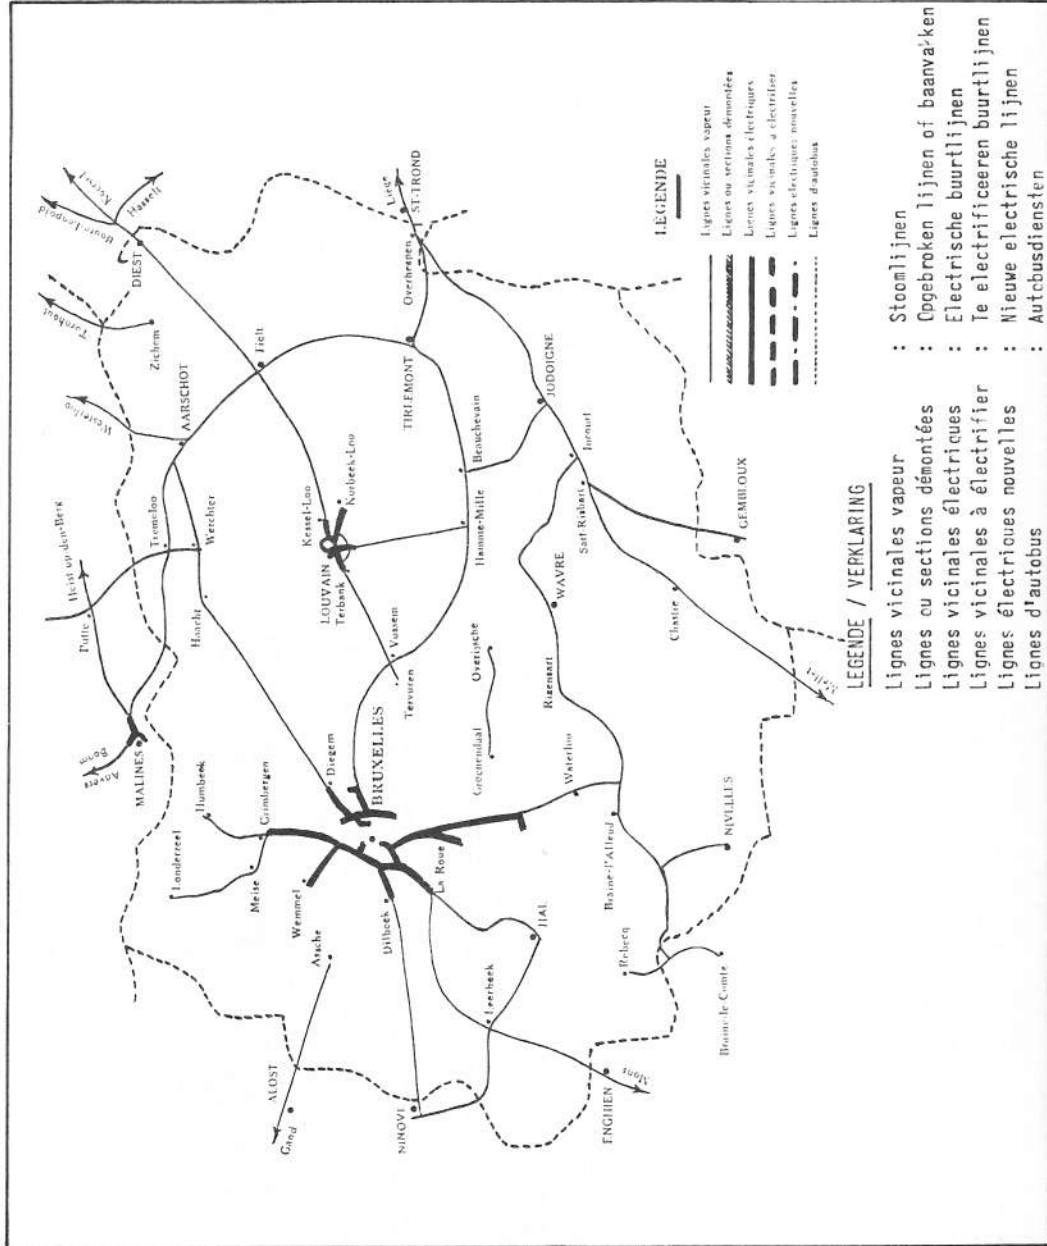 Bourg-Leopold
Koersel
Hasselt
DIEST
Turnhout
Zichem
Westerloo
AARSCHOT
Tielt
Liège
ST-TROND
Overhespen
TIRLEMONT
Heist-op-den-Berg
Putte
Tremeloo
Werchter
Haecht
Kessel-Loo
Korbeek-Loo
LOUVAIN
Terbank
Beauchevain
JODOIGNE
Hamme-Mille
Incourt
Sart-Risbart
GEMBLOUX
Vossem
Tervuren
WAVRE
Chastre
Mellet
Overijsche
Groenendaal
Rixensart
Anvers
Boom
MALINES
Humbeek
Grimbergen
Diegem
BRUXELLES
Waterloo
Londerzeel
Meise
Wemmel
La Roue
Braine-l'Alleud
NIVELLES
Assche
Dilbeek
HAL
Rebecq
Leerbeek
Braine-le-Comte
ALOST
Gand
NINOVE
ENGHIEN
Mons
LEGENDE
Lignes vicinales vapeur
Lignes ou sections démontées
Lignes vicinales électriques
Lignes vicinales à électrifier
Lignes électriques nouvelles
Lignes d'autobus
LEGENDE / VERKLARING
Lignes vicinales vapeur : Stoomlijnen
Lignes ou sections démontées : Opgebroken lijnen of baanvakken
Lignes vicinales électriques : Electrische buurtlijnen
Lignes vicinales à électrifier : Te electrificeeren buurtlijnen
Lignes électriques nouvelles : Nieuwe electrische lijnen
Lignes d'autobus : Autobusdiensten